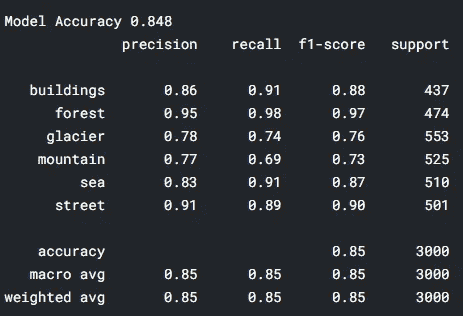 Model Accuracy 0.848
precision recall f1-score support
buildings 0.86 0.91 0.88 437
forest 0.95 0.98 0.97 474
glacier 0.78 0.74 0.76 553
mountain 0.77 0.69 0.73 525
sea 0.83 0.91 0.87 510
street 0.91 0.89 0.90 501
accuracy 0.85 3000
macro avg 0.85 0.85 0.85 3000
weighted avg 0.85 0.85 0.85 3000